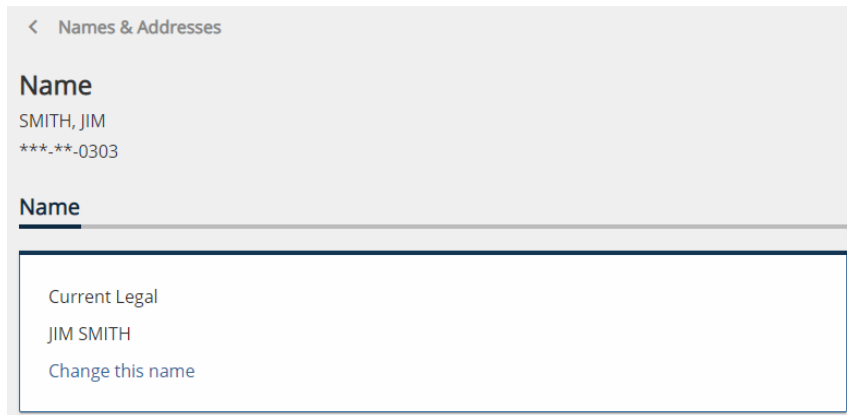 < Names & Addresses
Name
SMITH, JIM
***-**-0303
Name
Current Legal
JIM SMITH
Change this name